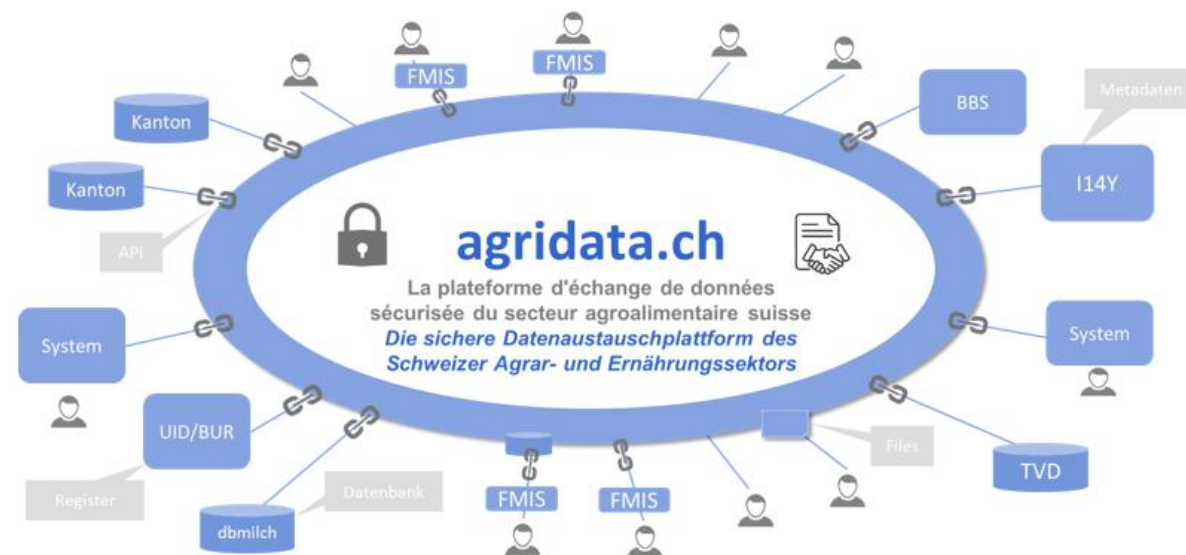 FMIS
FMIS
BBS
Metadaten
Kanton
I14Y
Kanton
API
agridata.ch
La plateforme d'échange de données
sécurisée du secteur agroalimentaire suisse
Die sichere Datenaustauschplattform des
Schweizer Agrar- und Ernährungssektors
System
System
UID/BUR
Files
TVD
Register
Datenbank
FMIS
FMIS
dbmilch